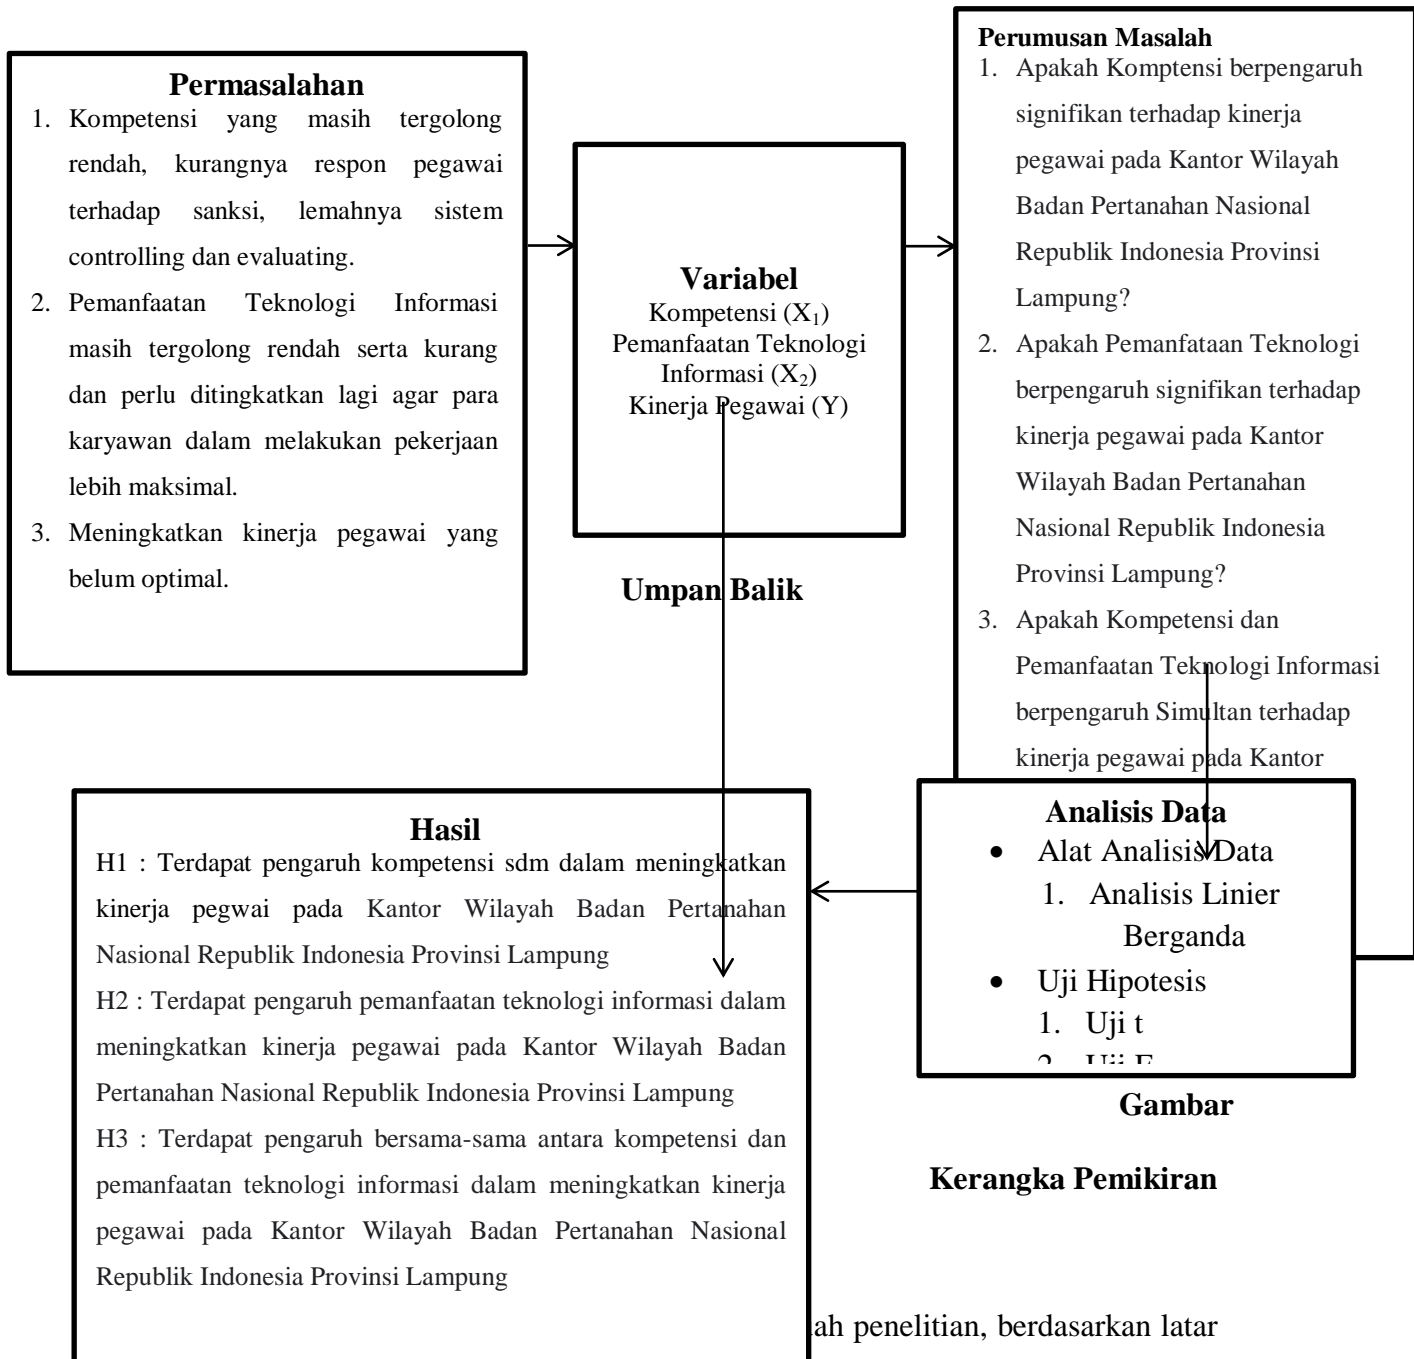 Permasalahan
1. Kompetensi yang masih tergolong
rendah, kurangnya respon pegawai
terhadap sanksi, lemahnya sistem
controlling dan evaluating.
2. Pemanfaatan Teknologi Informasi
masih tergolong rendah serta kurang
dan perlu ditingkatkan lagi agar para
karyawan dalam melakukan pekerjaan
lebih maksimal.
3. Meningkatkan kinerja pegawai yang
belum optimal.
Variabel
Kompetensi (X₁)
Pemanfaatan Teknologi
Informasi (X₂)
Kinerja Pegawai (Y)
Umpan Balik
Perumusan Masalah
1. Apakah Komptensi berpengaruh
signifikan terhadap kinerja
pegawai pada Kantor Wilayah
Badan Pertanahan Nasional
Republik Indonesia Provinsi
Lampung?
2. Apakah Pemanfataan Teknologi
berpengaruh signifikan terhadap
kinerja pegawai pada Kantor
Wilayah Badan Pertanahan
Nasional Republik Indonesia
Provinsi Lampung?
3. Apakah Kompetensi dan
Pemanfaatan Teknologi Informasi
berpengaruh Simultan terhadap
kinerja pegawai pada Kantor
Analisis Data
• Alat Analisis Data
1. Analisis Linier
Berganda
• Uji Hipotesis
1. Uji t
2. Uji F
Hasil
H1 : Terdapat pengaruh kompetensi sdm dalam meningkatkan
kinerja pegwai pada Kantor Wilayah Badan Pertanahan
Nasional Republik Indonesia Provinsi Lampung
H2 : Terdapat pengaruh pemanfaatan teknologi informasi dalam
meningkatkan kinerja pegawai pada Kantor Wilayah Badan
Pertanahan Nasional Republik Indonesia Provinsi Lampung
H3 : Terdapat pengaruh bersama-sama antara kompetensi dan
pemanfaatan teknologi informasi dalam meningkatkan kinerja
pegawai pada Kantor Wilayah Badan Pertanahan Nasional
Republik Indonesia Provinsi Lampung
Gambar
Kerangka Pemikiran
penelitian, berdasarkan latar